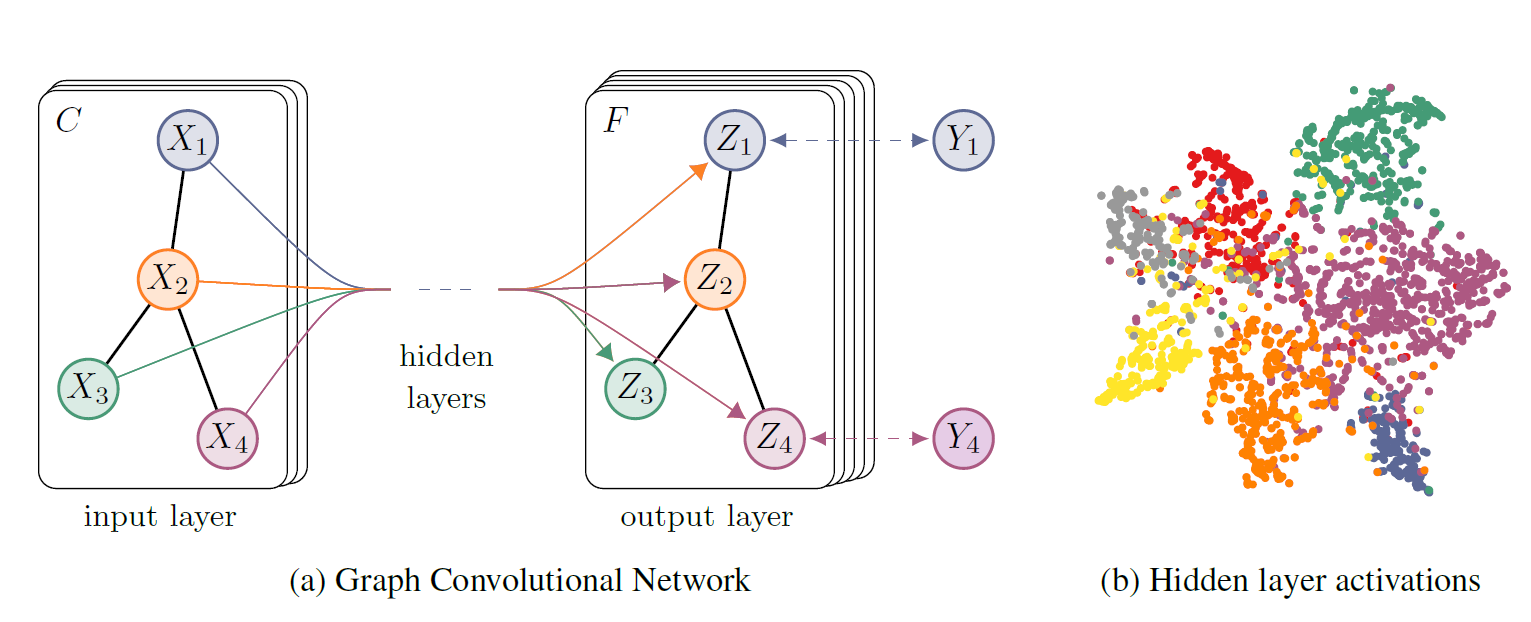 C
X₁
X₂
X₃
X₄
input layer
hidden
layers
F
Z₁
Z₂
Z₃
Z₄
output layer
Y₁
Y₄
(a) Graph Convolutional Network
(b) Hidden layer activations